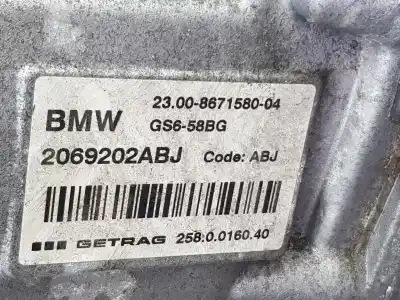 23.00-8671580-04
BMW GS6-58BG
2069202ABJ Code: ABJ
GETRAG 258.0.0160.40